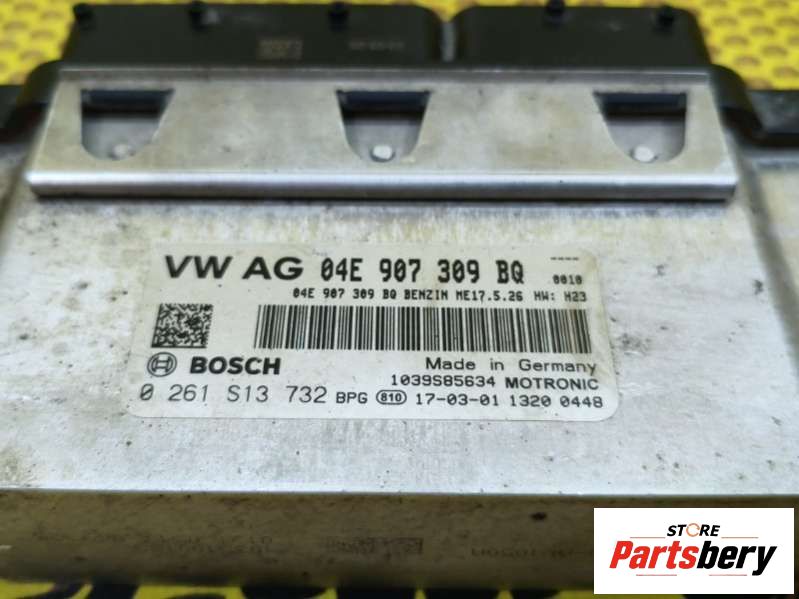 VW AG 04E 907 309 BQ ----
0010
04E 907 309 BQ BENZIN ME17.5.26 HW: H23
BOSCH
Made in Germany
1039S85634 MOTRONIC
0 261 S13 732 BPG 810 17-03-01 1320 0448
STORE
Partsbery